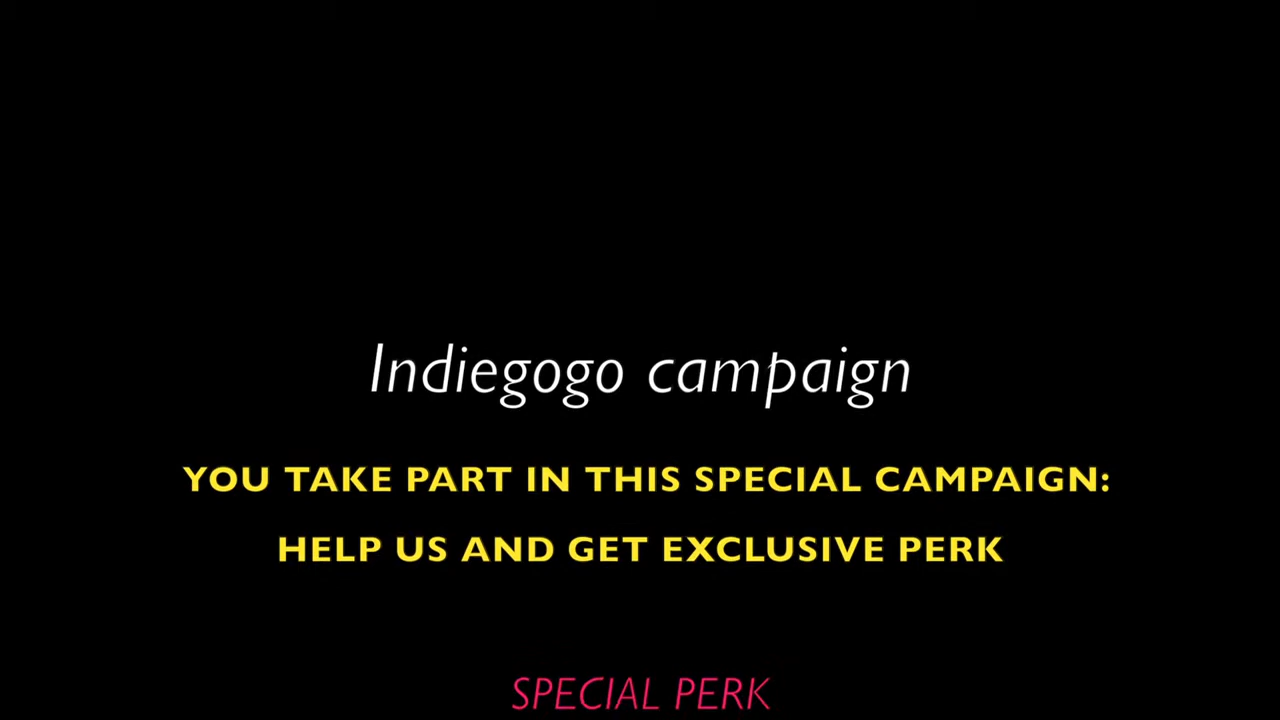 Indiegogo campaign
YOU TAKE PART IN THIS SPECIAL CAMPAIGN:
HELP US AND GET EXCLUSIVE PERK
SPECIAL PERK